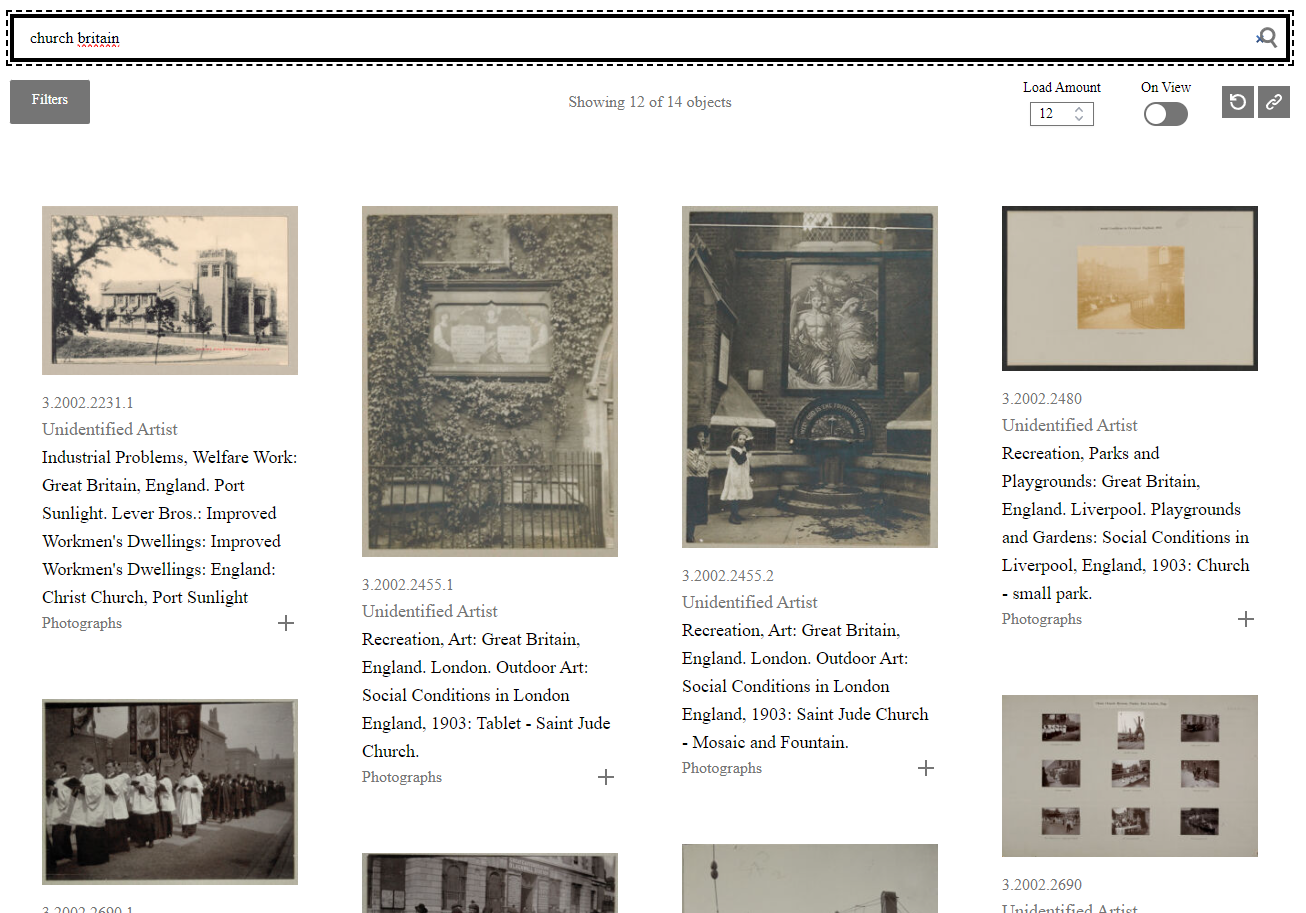 church britain
Filters
Showing 12 of 14 objects
Load Amount
12
On View
3.2002.2231.1
Unidentified Artist
Industrial Problems, Welfare Work:
Great Britain, England. Port
Sunlight. Lever Bros.: Improved
Workmen's Dwellings: Improved
Workmen's Dwellings: England:
Christ Church, Port Sunlight
Photographs
3.2002.2455.1
Unidentified Artist
Recreation, Art: Great Britain,
England. London. Outdoor Art:
Social Conditions in London
England, 1903: Tablet - Saint Jude
Church.
Photographs
3.2002.2455.2
Unidentified Artist
Recreation, Art: Great Britain,
England. London. Outdoor Art:
Social Conditions in London
England, 1903: Saint Jude Church
- Mosaic and Fountain.
Photographs
3.2002.2480
Unidentified Artist
Recreation, Parks and
Playgrounds: Great Britain,
England. Liverpool. Playgrounds
and Gardens: Social Conditions in
Liverpool, England, 1903: Church
- small park.
Photographs
3.2002.2690.1
3.2002.2690
Unidentified Artist